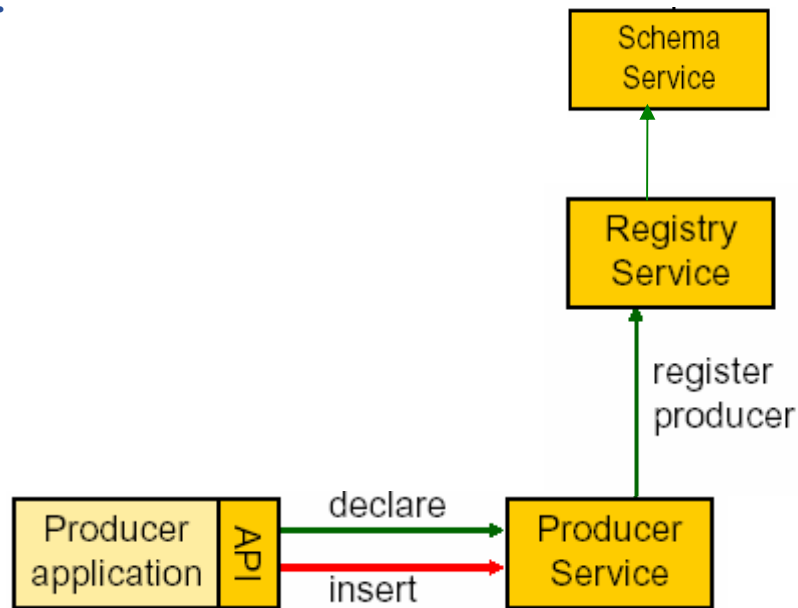 Schema
Service
Registry
Service
register
producer
declare
Producer
application
API
insert
Producer
Service